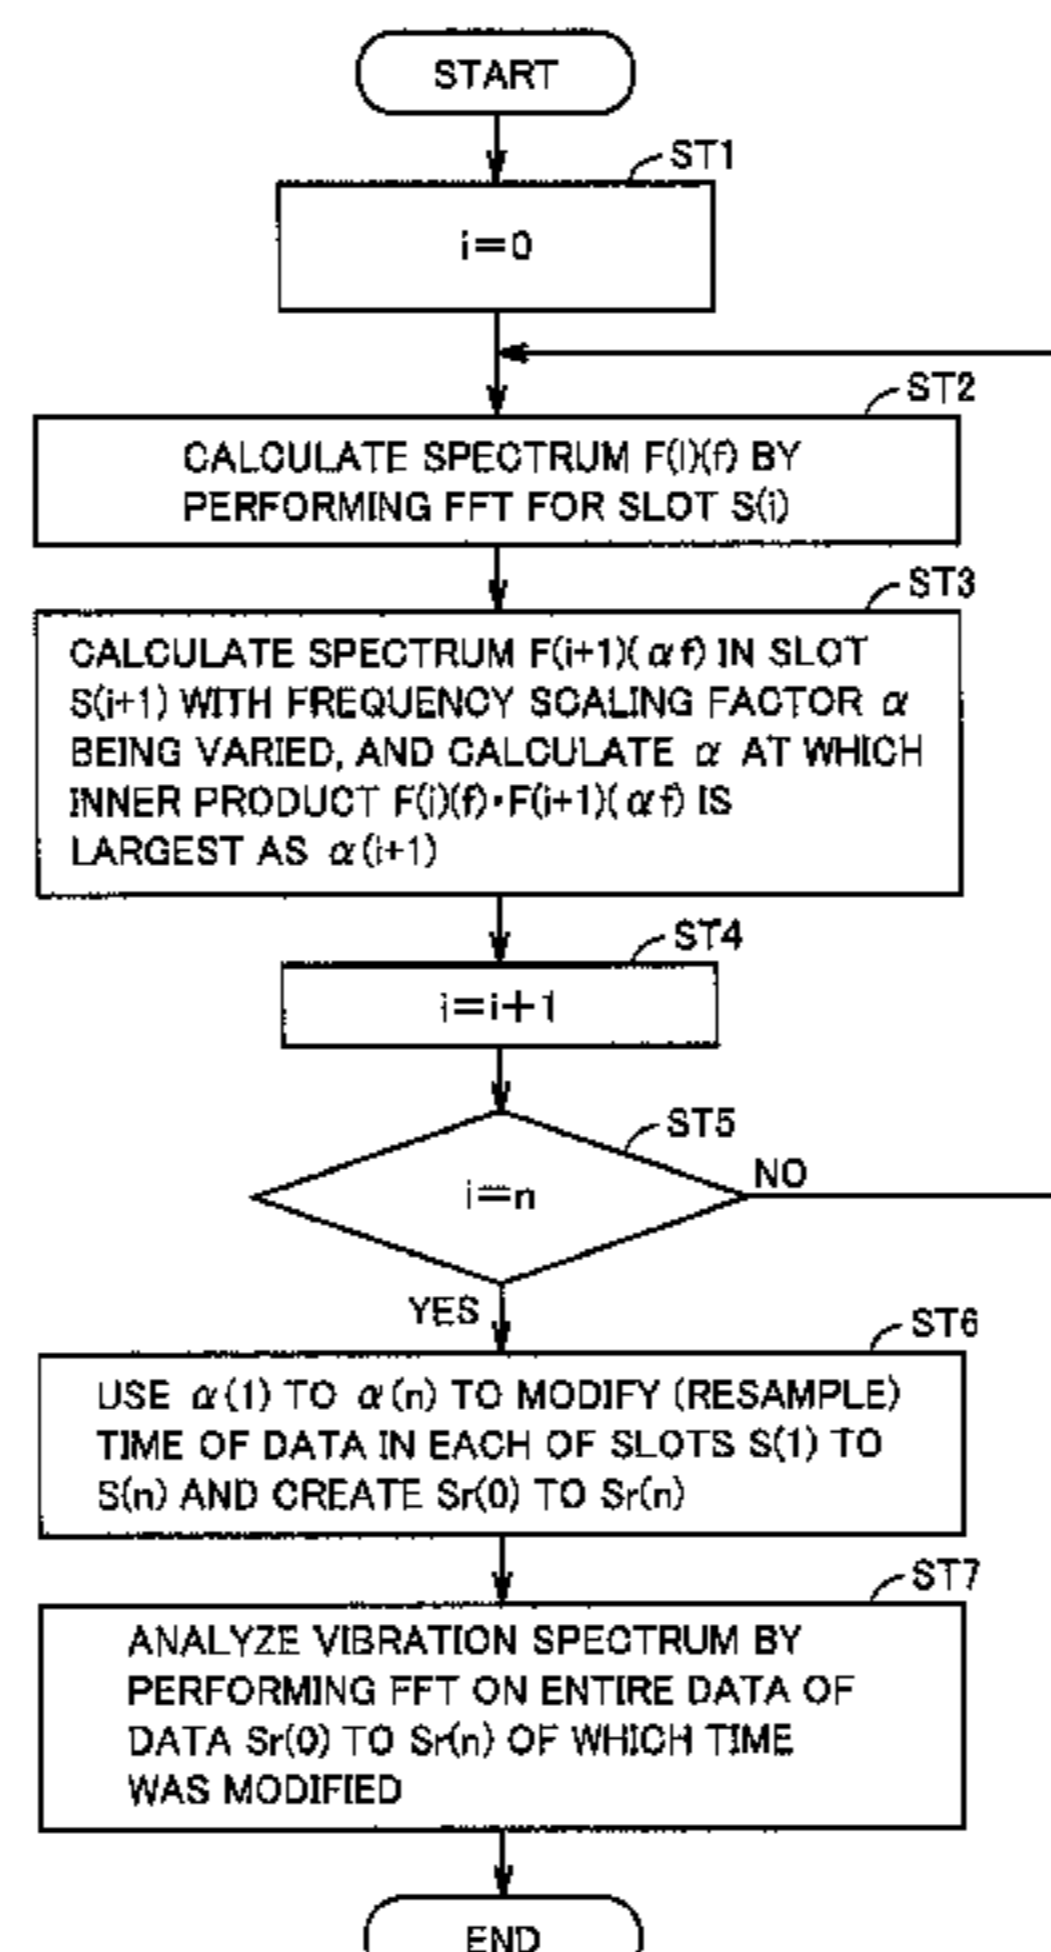 START
ST1
i=0
ST2
CALCULATE SPECTRUM F(i)(f) BY
PERFORMING FFT FOR SLOT S(i)
ST3
CALCULATE SPECTRUM F(i+1)(αf) IN SLOT
S(i+1) WITH FREQUENCY SCALING FACTOR α
BEING VARIED, AND CALCULATE α AT WHICH
INNER PRODUCT F(i)(f)・F(i+1)(αf) IS
LARGEST AS α(i+1)
ST4
i=i+1
ST5
i=n
NO
YES
ST6
USE α(1) TO α(n) TO MODIFY (RESAMPLE)
TIME OF DATA IN EACH OF SLOTS S(1) TO
S(n) AND CREATE Sr(0) TO Sr(n)
ST7
ANALYZE VIBRATION SPECTRUM BY
PERFORMING FFT ON ENTIRE DATA OF
DATA Sr(0) TO Sr(n) OF WHICH TIME
WAS MODIFIED
END